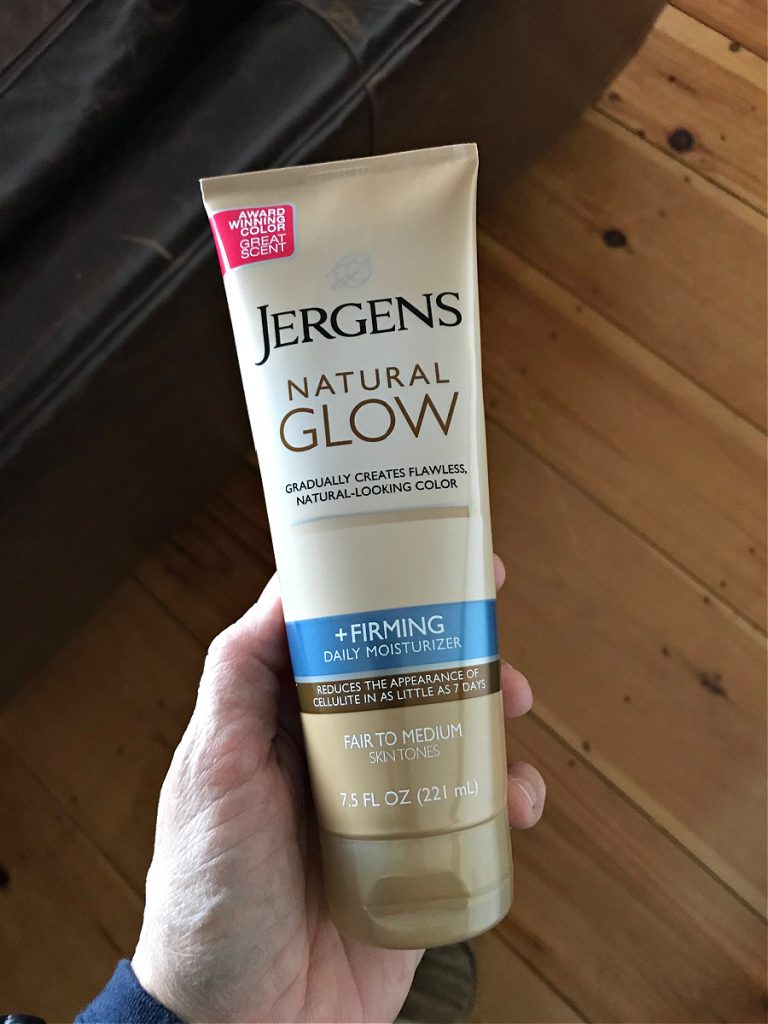 AWARD
WINNING
COLOR
GREAT
SCENT
JERGENS
NATURAL
GLOW
GRADUALLY CREATES FLAWLESS,
NATURAL-LOOKING COLOR
+FIRMING
DAILY MOISTURIZER
REDUCES THE APPEARANCE OF
CELLULITE IN AS LITTLE AS 7 DAYS
FAIR TO MEDIUM
SKIN TONES
7.5 FL OZ (221 mL)